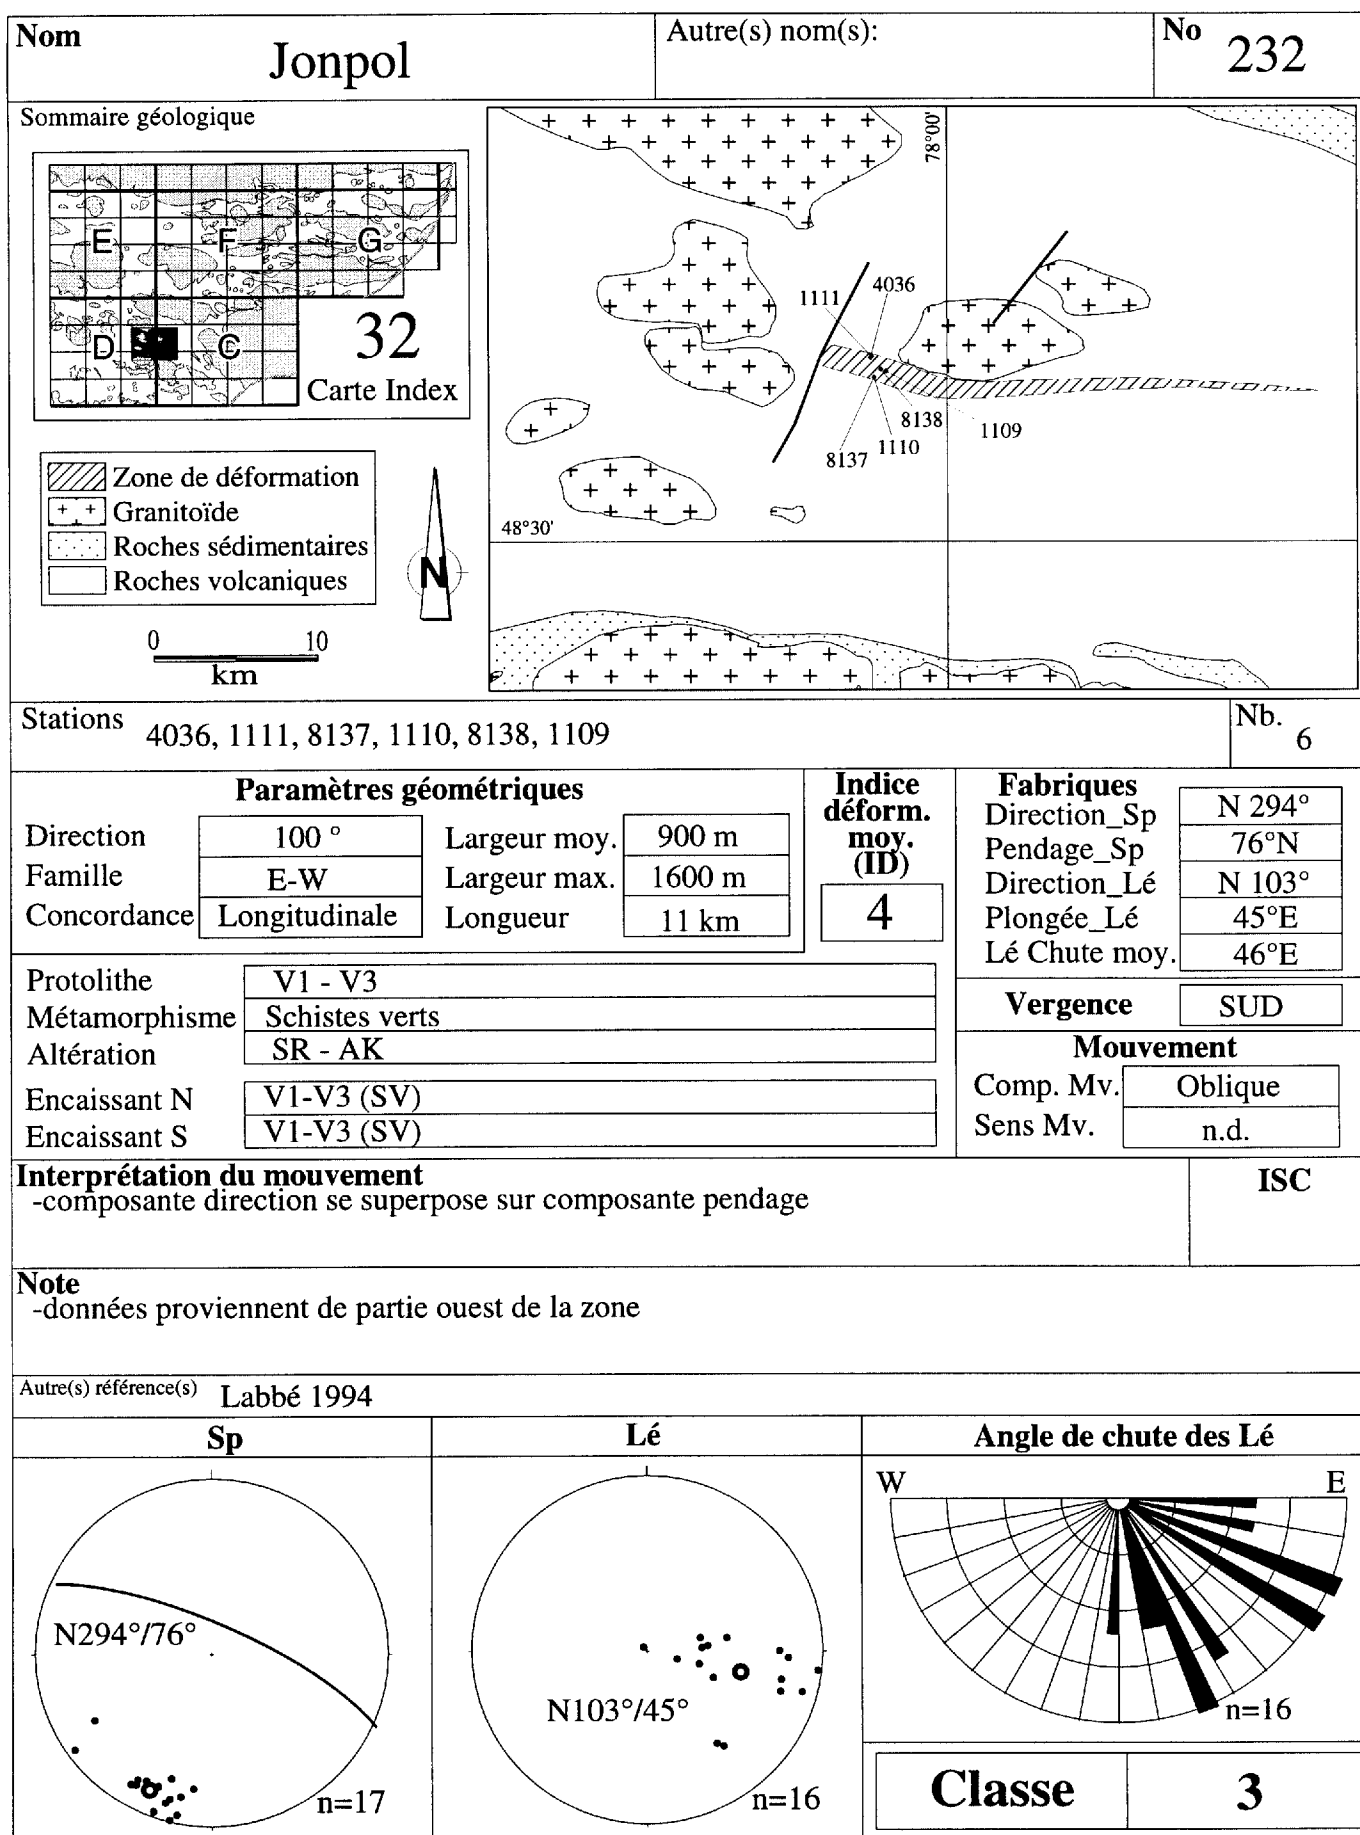 Nom
Jonpol
Autre(s) nom(s):
No 232
Sommaire géologique
E F G
D C
32
Carte Index
Zone de déformation
Granitoïde
Roches sédimentaires
Roches volcaniques
N
0 10
km
78°00'
1111
4036
8138
1109
1110
8137
48°30'
Stations 4036, 1111, 8137, 1110, 8138, 1109
Nb. 6
Paramètres géométriques
Direction 100 °
Famille E-W
Concordance Longitudinale
Largeur moy. 900 m
Largeur max. 1600 m
Longueur 11 km
Indice
déform.
moy.
(ID)
4
Fabriques
Direction_Sp N 294°
Pendage_Sp 76°N
Direction_Lé N 103°
Plongée_Lé 45°E
Lé Chute moy. 46°E
Protolithe V1 - V3
Métamorphisme Schistes verts
Altération SR - AK
Encaissant N V1-V3 (SV)
Encaissant S V1-V3 (SV)
Vergence SUD
Mouvement
Comp. Mv. Oblique
Sens Mv. n.d.
Interprétation du mouvement
-composante direction se superpose sur composante pendage
ISC
Note
-données proviennent de partie ouest de la zone
Autre(s) référence(s) Labbé 1994
Sp
N294°/76°
n=17
Lé
N103°/45°
n=16
Angle de chute des Lé
W E
n=16
Classe 3